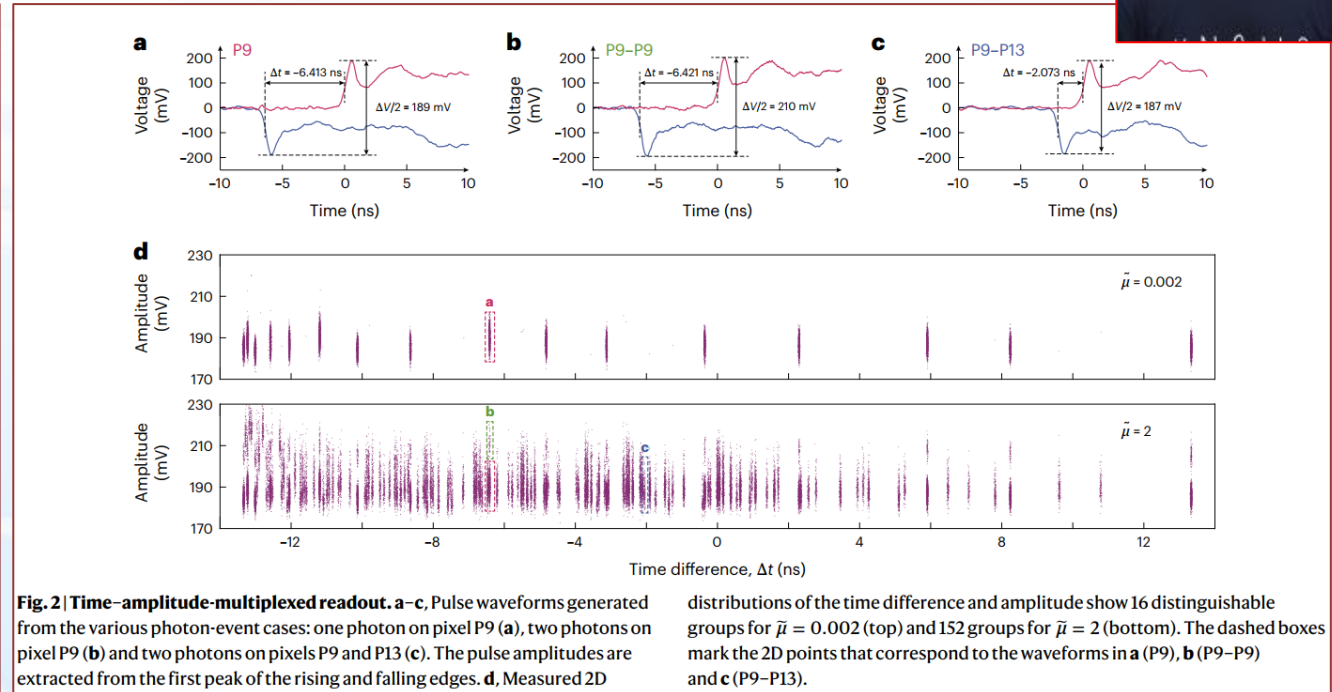 a
P9
Voltage
(mV)
200
100
0
−100
−200
Δt = −6.413 ns
ΔV/2 = 189 mV
−10
−5
0
5
10
Time (ns)
b
P9–P9
Voltage
(mV)
200
100
0
−100
−200
Δt = −6.421 ns
ΔV/2 = 210 mV
−10
−5
0
5
10
Time (ns)
c
P9–P13
Voltage
(mV)
200
100
0
−100
−200
Δt = −2.073 ns
ΔV/2 = 187 mV
−10
−5
0
5
10
Time (ns)
d
Amplitude
(mV)
230
210
190
170
a
μ̃ = 0.002
Amplitude
(mV)
230
210
190
170
b
c
μ̃ = 2
−12
−8
−4
0
4
8
12
Time difference, Δt (ns)
Fig. 2 | Time–amplitude-multiplexed readout. a–c, Pulse waveforms generated
from the various photon-event cases: one photon on pixel P9 (a), two photons on
pixel P9 (b) and two photons on pixels P9 and P13 (c). The pulse amplitudes are
extracted from the first peak of the rising and falling edges. d, Measured 2D
distributions of the time difference and amplitude show 16 distinguishable
groups for μ̃ = 0.002 (top) and 152 groups for μ̃ = 2 (bottom). The dashed boxes
mark the 2D points that correspond to the waveforms in a (P9), b (P9–P9)
and c (P9–P13).